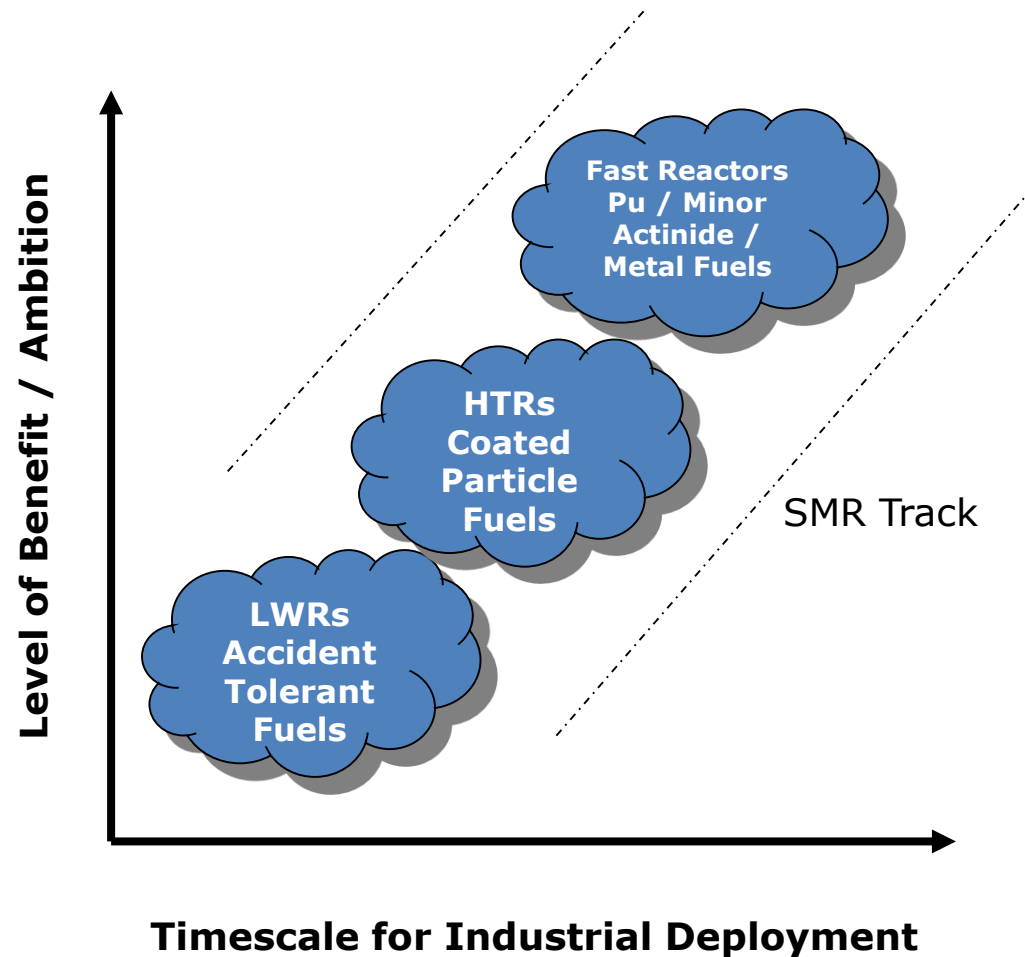 Level of Benefit / Ambition
Fast Reactors
Pu / Minor
Actinide /
Metal Fuels
HTRs
Coated
Particle
Fuels
SMR Track
LWRs
Accident
Tolerant
Fuels
Timescale for Industrial Deployment